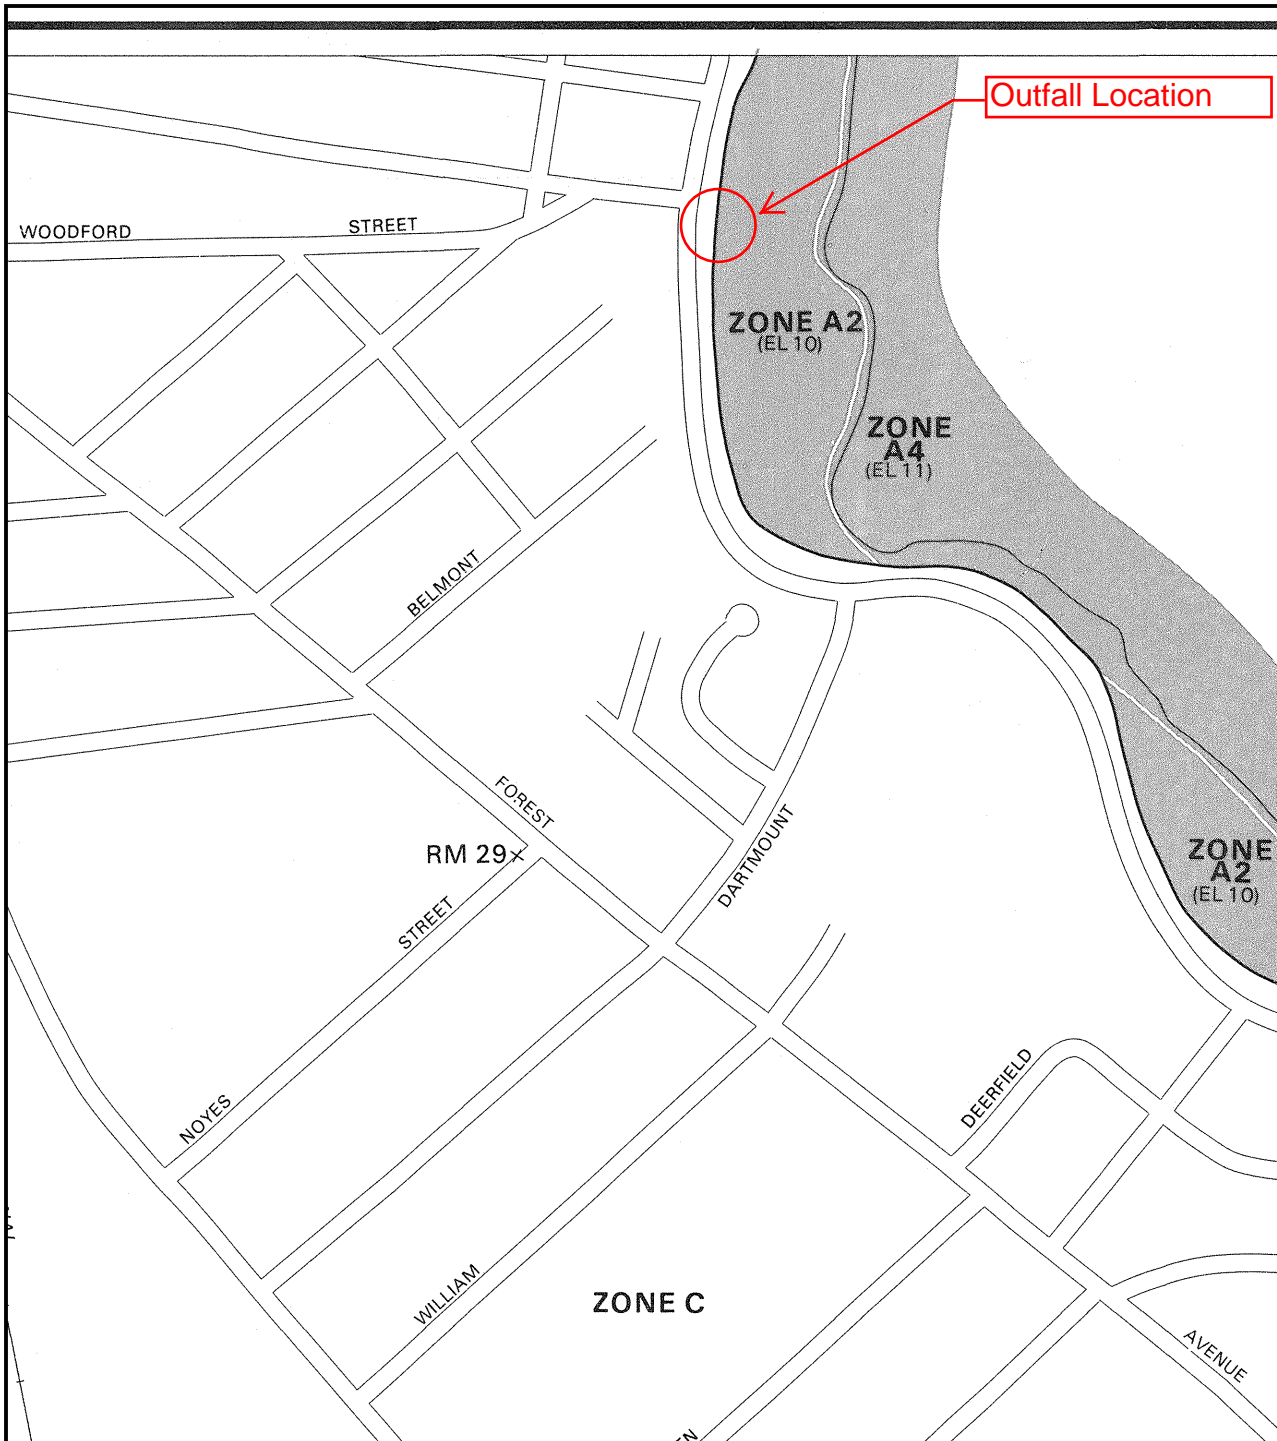 Outfall Location
WOODFORD STREET
ZONE A2
(EL 10)
ZONE
A4
(EL 11)
BELMONT
FOREST
RM 29
DARTMOUNT
ZONE
A2
(EL 10)
STREET
NOYES
DEERFIELD
WILLIAM
ZONE C
AVENUE